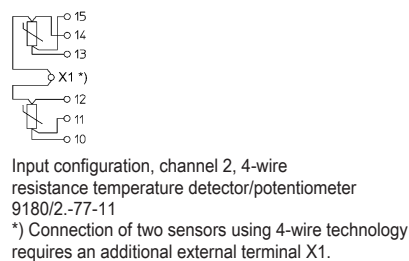 15
14
13
X1 *)
12
11
10
Input configuration, channel 2, 4-wire
resistance temperature detector/potentiometer
9180/2.-77-11
*) Connection of two sensors using 4-wire technology
requires an additional external terminal X1.